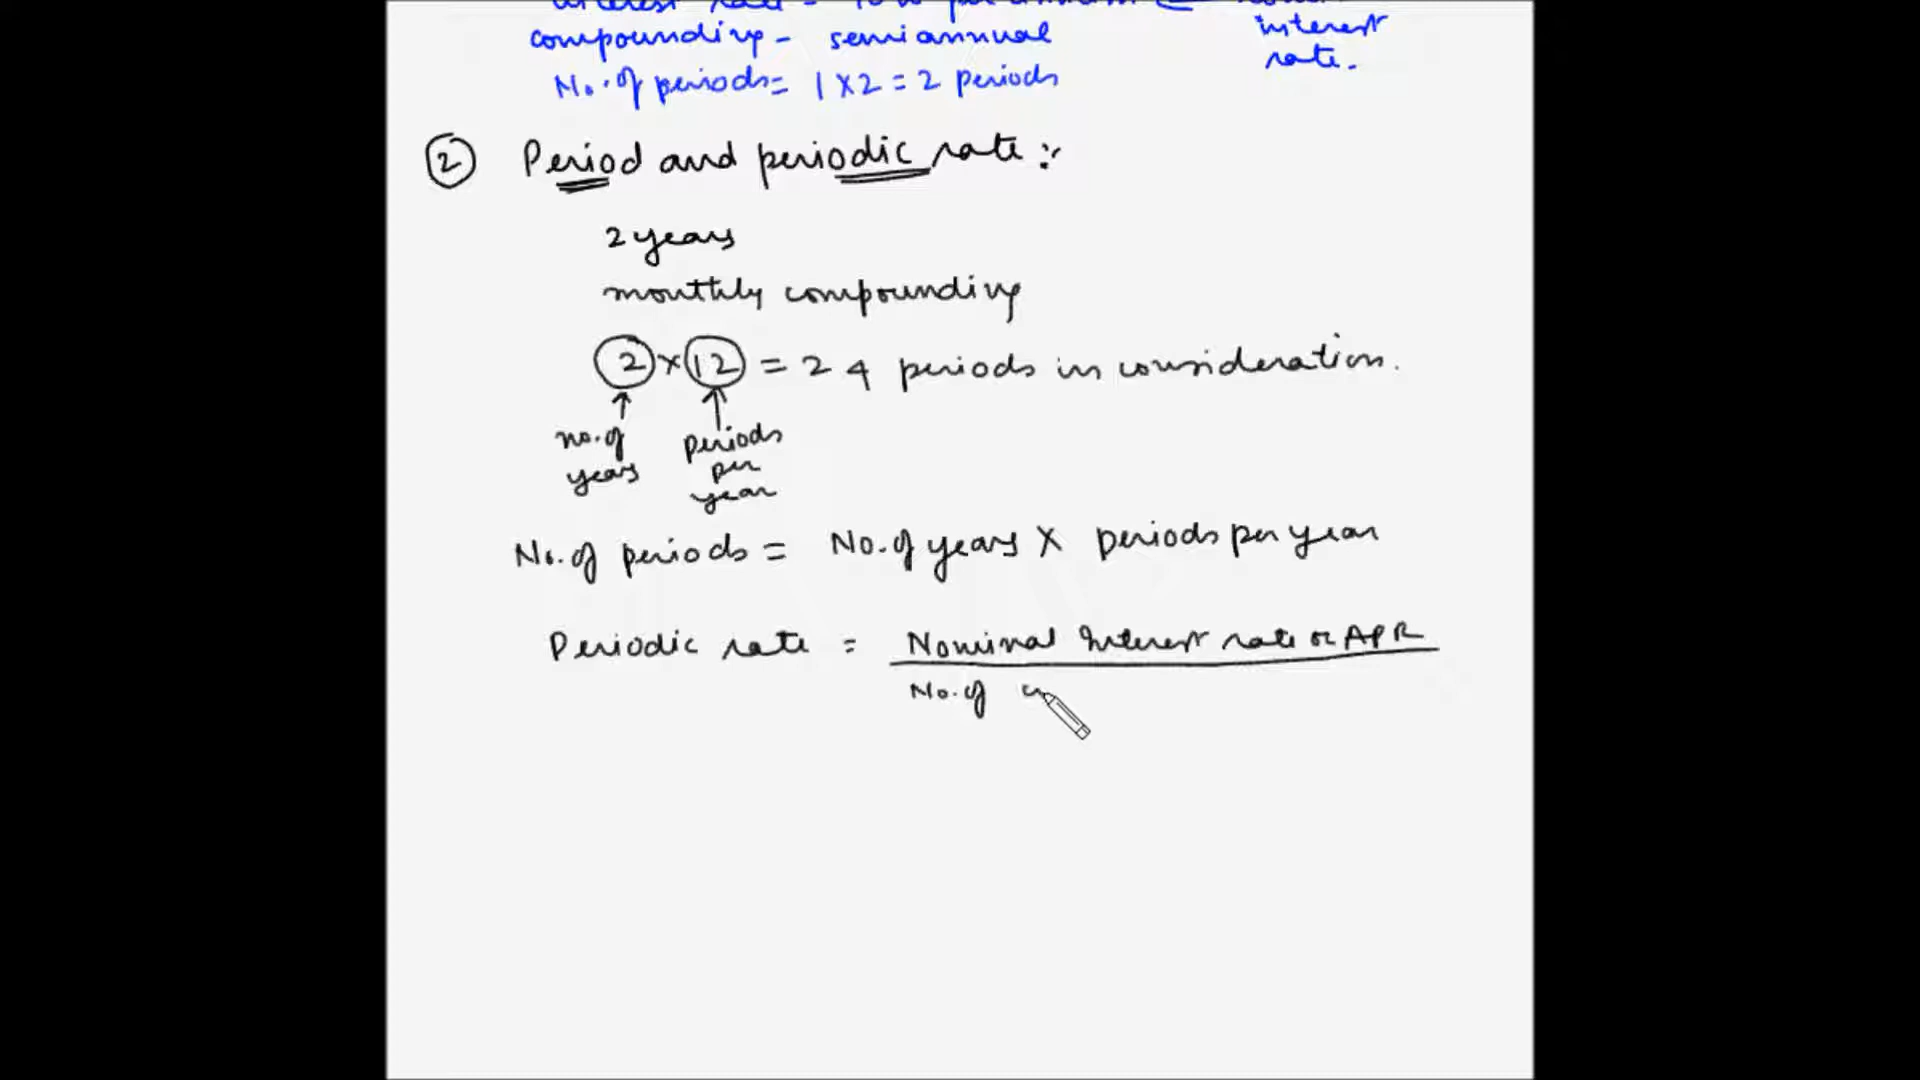 compounding - semiannual interest
rate.
No. of periods = 1 x 2 = 2 periods
2 Period and periodic rate :-
2 years
monthly compounding
2 x 12 = 24 periods in consideration.
no. of years
periods per year
No. of periods = No. of years x periods per year
Periodic rate = Nominal Interest rate or APR
No. of